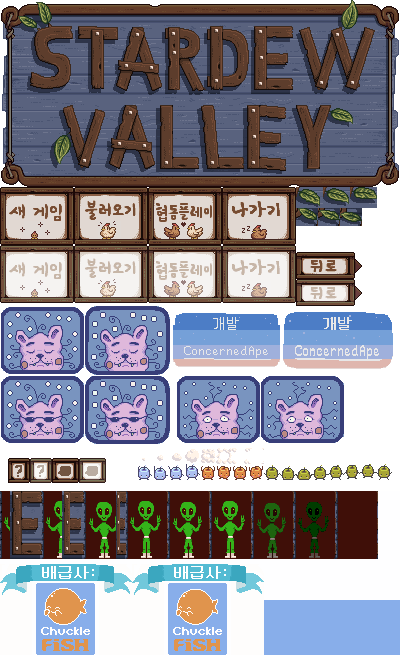 STARDEW
VALLEY
새 게임
불러오기
협동플레이
나가기
새 게임
불러오기
협동플레이
나가기
뒤로
뒤로
개발
ConcernedApe
개발
ConcernedApe
? ?
E E
배급사:
Chuckle
FISH
배급사:
Chuckle
FISH